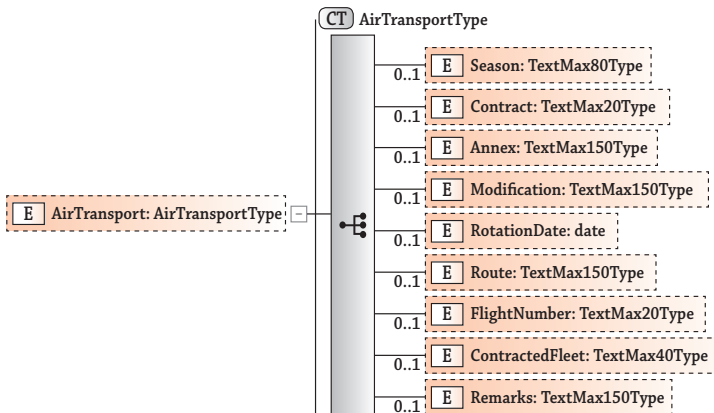 CT AirTransportType
E Season: TextMax80Type
0..1
E Contract: TextMax20Type
0..1
E Annex: TextMax150Type
0..1
E Modification: TextMax150Type
0..1
E AirTransport: AirTransportType
E RotationDate: date
0..1
E Route: TextMax150Type
0..1
E FlightNumber: TextMax20Type
0..1
E ContractedFleet: TextMax40Type
0..1
E Remarks: TextMax150Type
0..1